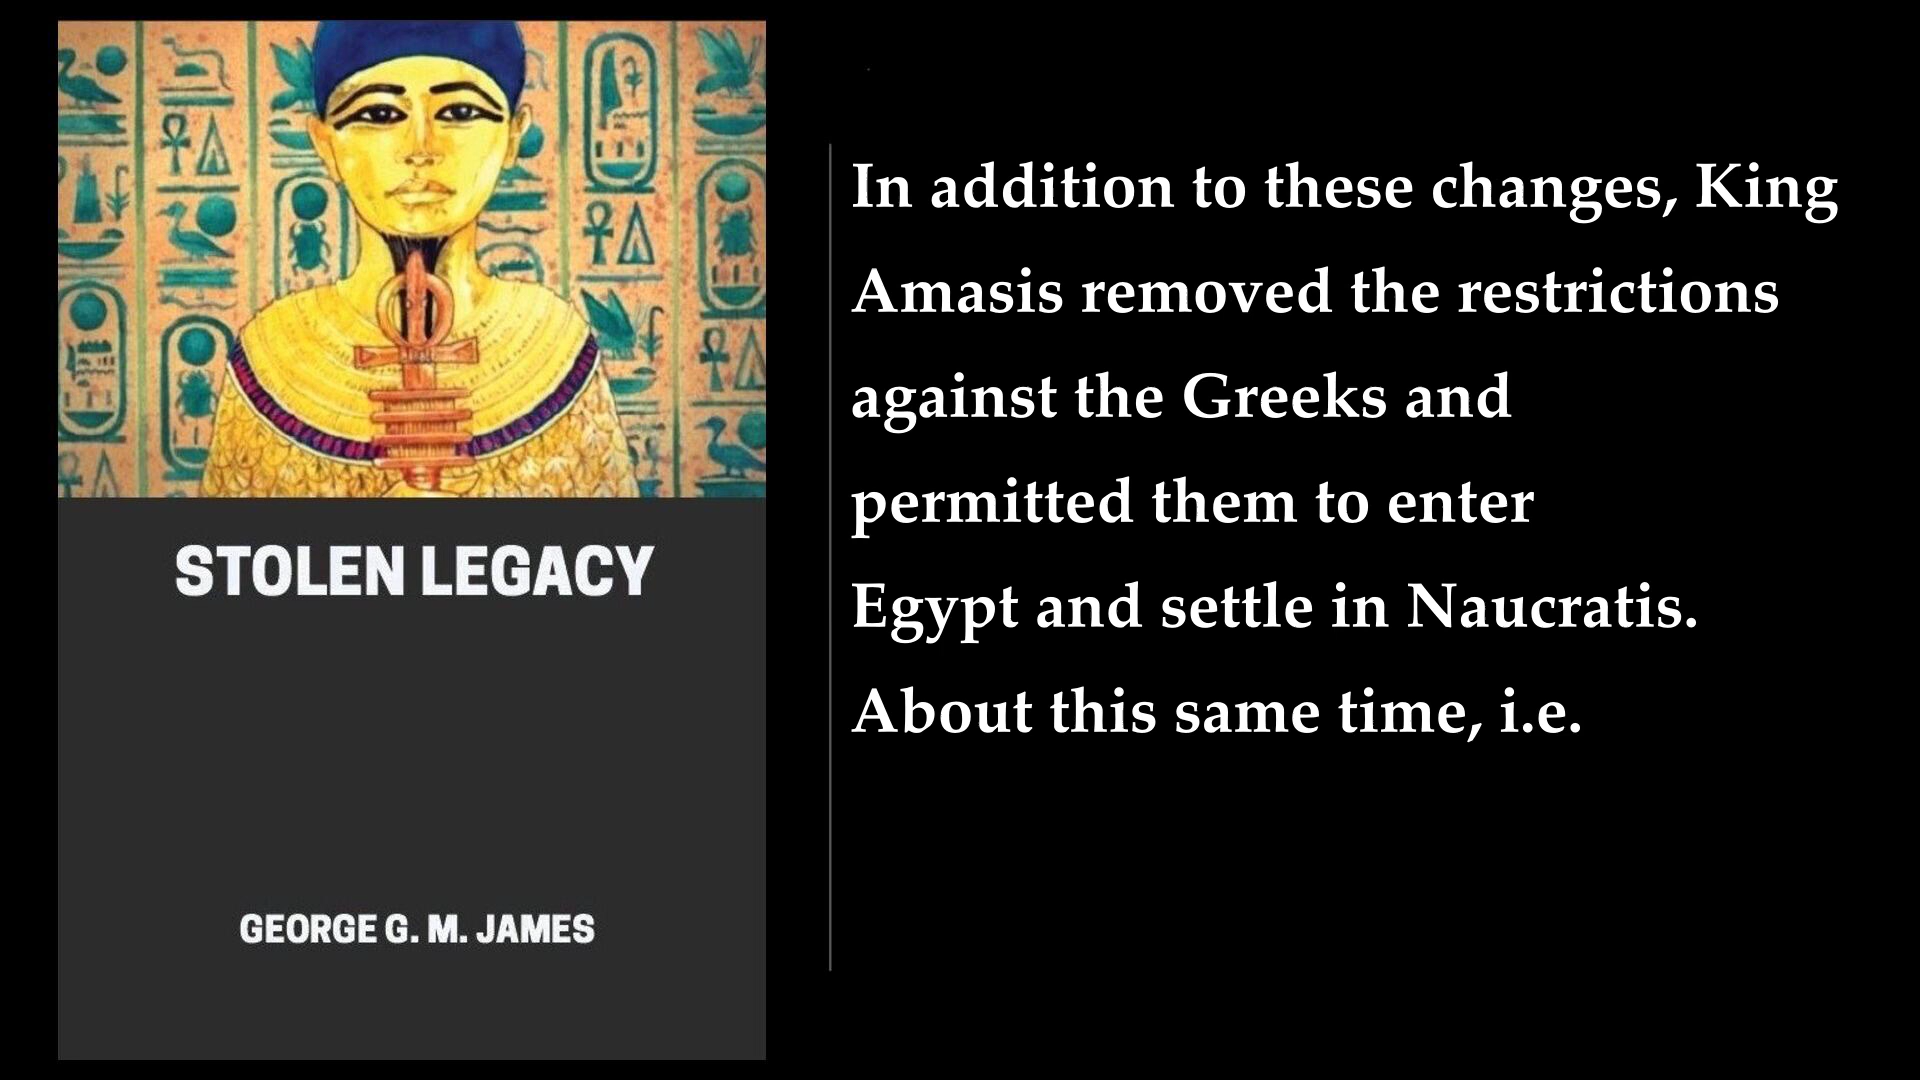 STOLEN LEGACY
GEORGE G. M. JAMES
In addition to these changes, King
Amasis removed the restrictions
against the Greeks and
permitted them to enter
Egypt and settle in Naucratis.
About this same time, i.e.